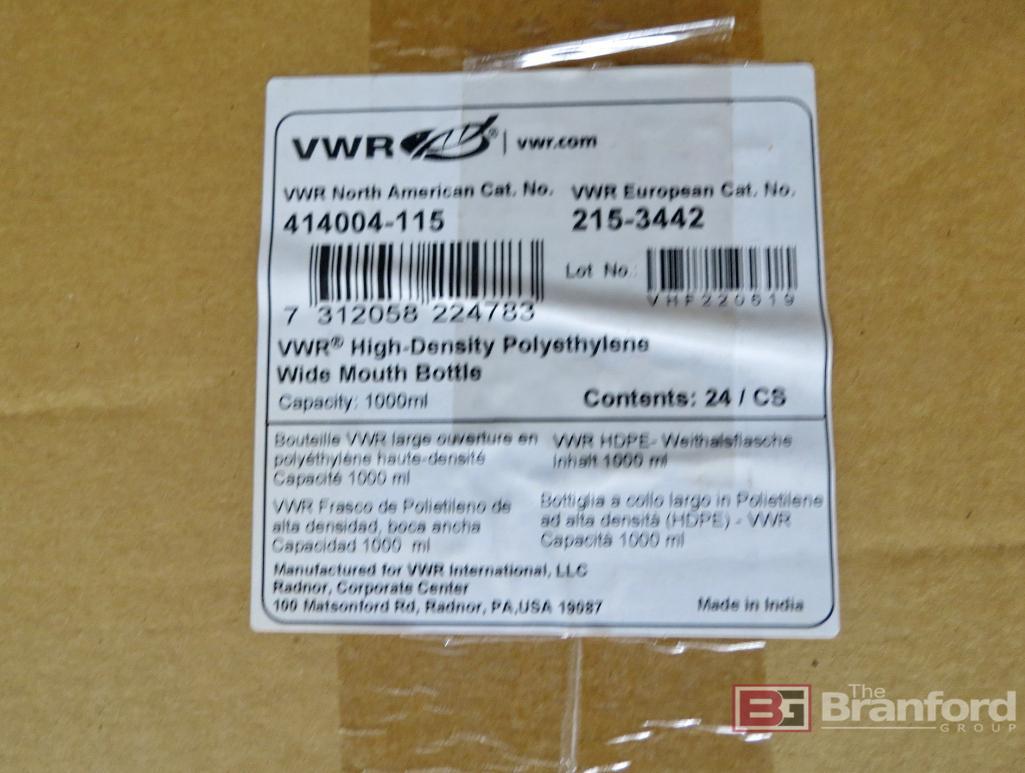 VWR® | vwr.com
VWR North American Cat. No. VWR European Cat. No.
414004-115 215-3442
Lot No.:
VHF220619
7 312058 224783
VWR® High-Density Polyethylene
Wide Mouth Bottle
Capacity: 1000ml Contents: 24 / CS
Bouteille VWR large ouverture en
polyéthylène haute-densité
Capacité 1000 ml
VWR HDPE- Weithalsflasche
Inhalt 1000 ml
VWR Frasco de Polietileno de
alta densidad, boca ancha
Capacidad 1000 ml
Bottiglia a collo largo in Polietilene
ad alta densità (HDPE) - VWR
Capacità 1000 ml
Manufactured for VWR International, LLC
Radnor, Corporate Center
100 Matsonford Rd, Radnor, PA,USA 19087 Made in India
BG The
Branford
GROUP